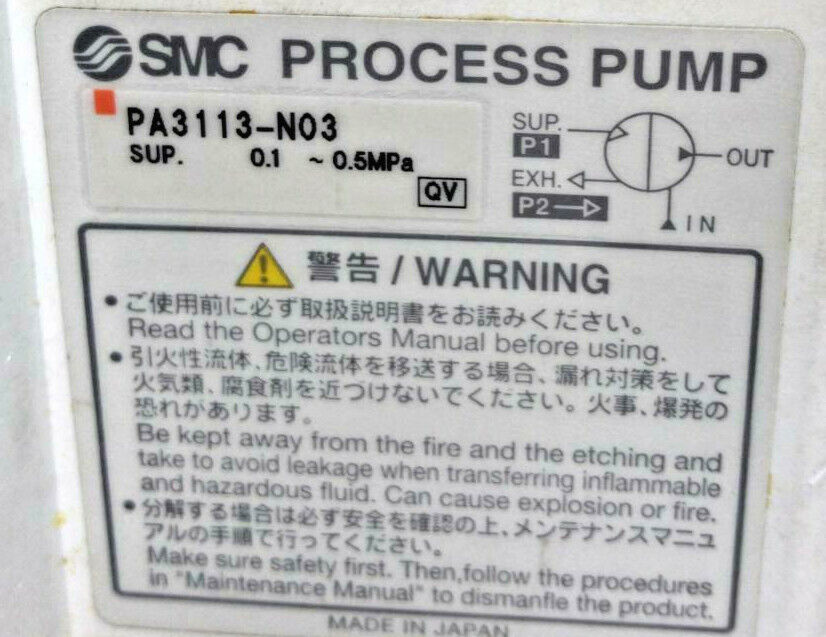 SMC PROCESS PUMP
PA3113-N03
SUP. 0.1 ~ 0.5MPa
QV
SUP.
P1
EXH.
P2
OUT
IN
警告 / WARNING
• ご使用前に必ず取扱説明書をお読みください。
Read the Operators Manual before using.
• 引火性流体、危険流体を移送する場合、漏れ対策をして
火気類、腐食剤を近づけないでください。火事、爆発の
恐れがあります。
Be kept away from the fire and the etching and
take to avoid leakage when transferring inflammable
and hazardous fluid. Can cause explosion or fire.
• 分解する場合は必ず安全を確認の上、メンテナンスマニュ
アルの手順で行ってください。
Make sure safety first. Then,follow the procedures
in "Maintenance Manual" to dismanfle the product.
MADE IN JAPAN